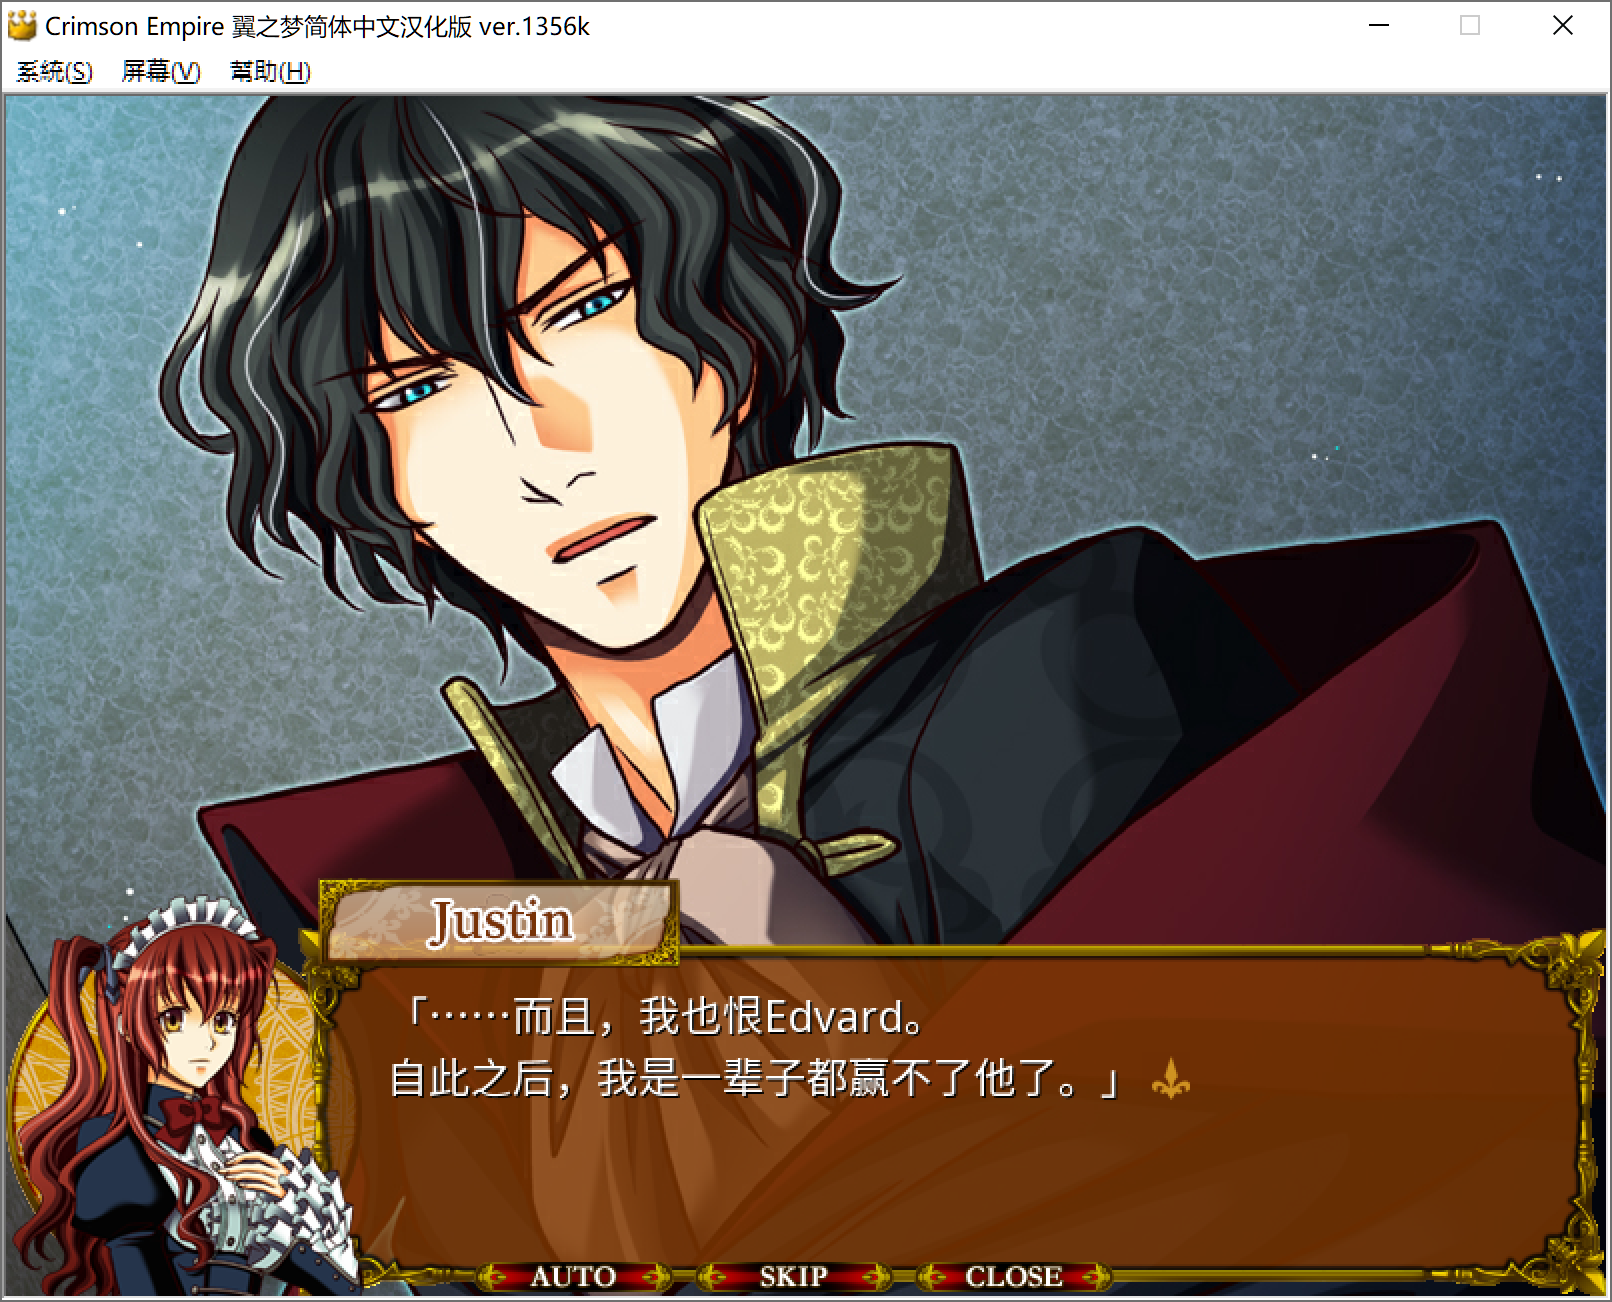 Crimson Empire 翼之梦简体中文汉化版 ver.1356k
系統(S) 屏幕(V) 幫助(H)
Justin
「……而且，我也恨Edvard。
自此之后，我是一辈子都赢不了他了。」
AUTO SKIP CLOSE